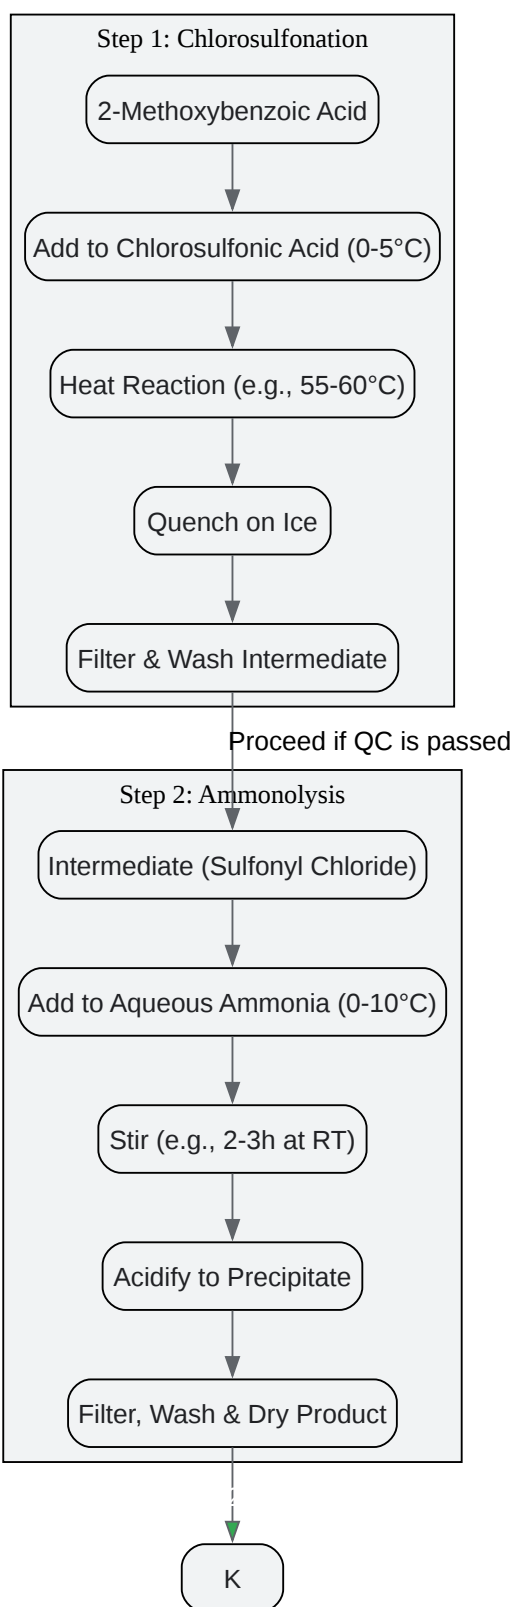 Step 1: Chlorosulfonation
2-Methoxybenzoic Acid
Add to Chlorosulfonic Acid (0-5°C)
Heat Reaction (e.g., 55-60°C)
Quench on Ice
Filter & Wash Intermediate
Proceed if QC is passed
Step 2: Ammonolysis
Intermediate (Sulfonyl Chloride)
Add to Aqueous Ammonia (0-10°C)
Stir (e.g., 2-3h at RT)
Acidify to Precipitate
Filter, Wash & Dry Product
K